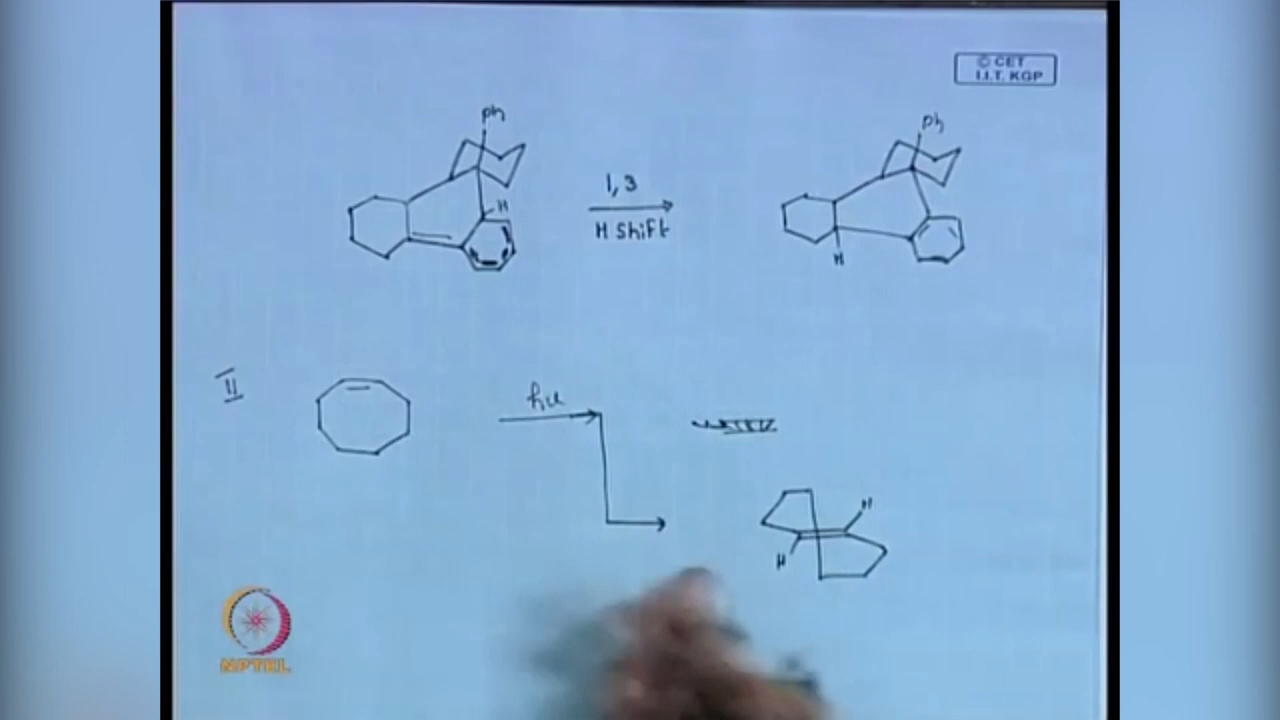 © CET
I.I.T. KGP
Ph
H
1,3
H shift
Ph
H
II
hν
H
H
NPTEL